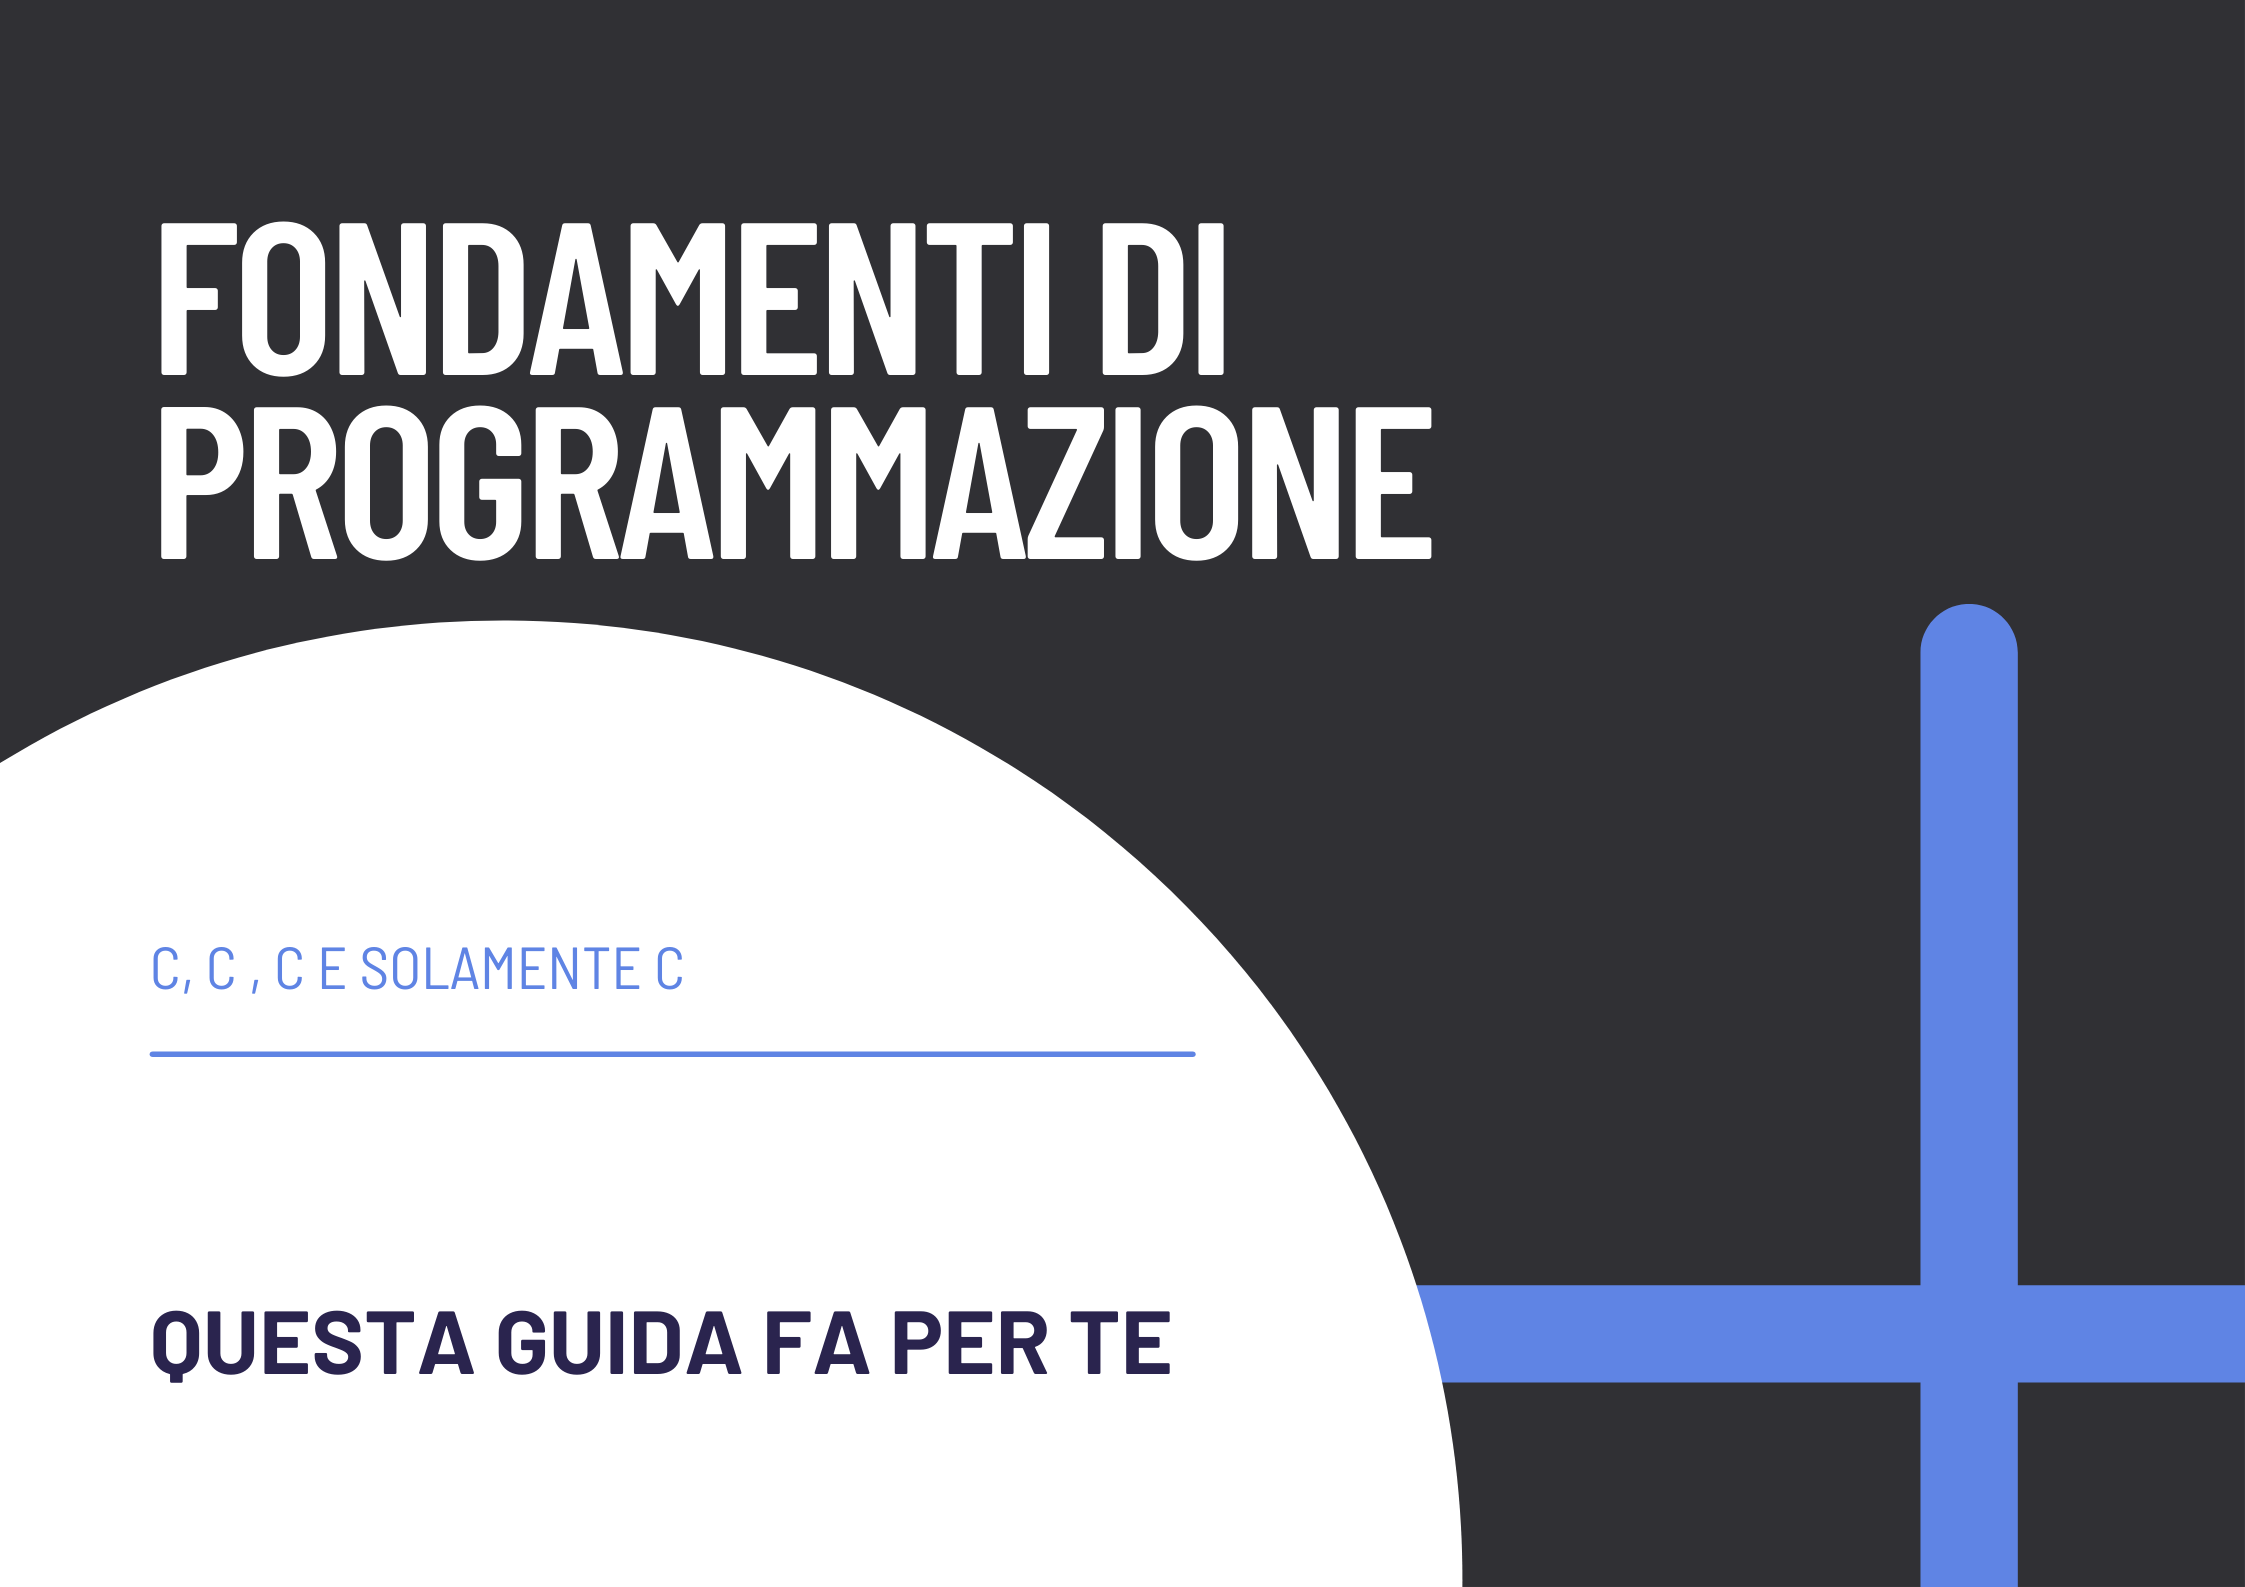 FONDAMENTI DI
PROGRAMMAZIONE
C, C , C E SOLAMENTE C
QUESTA GUIDA FA PER TE